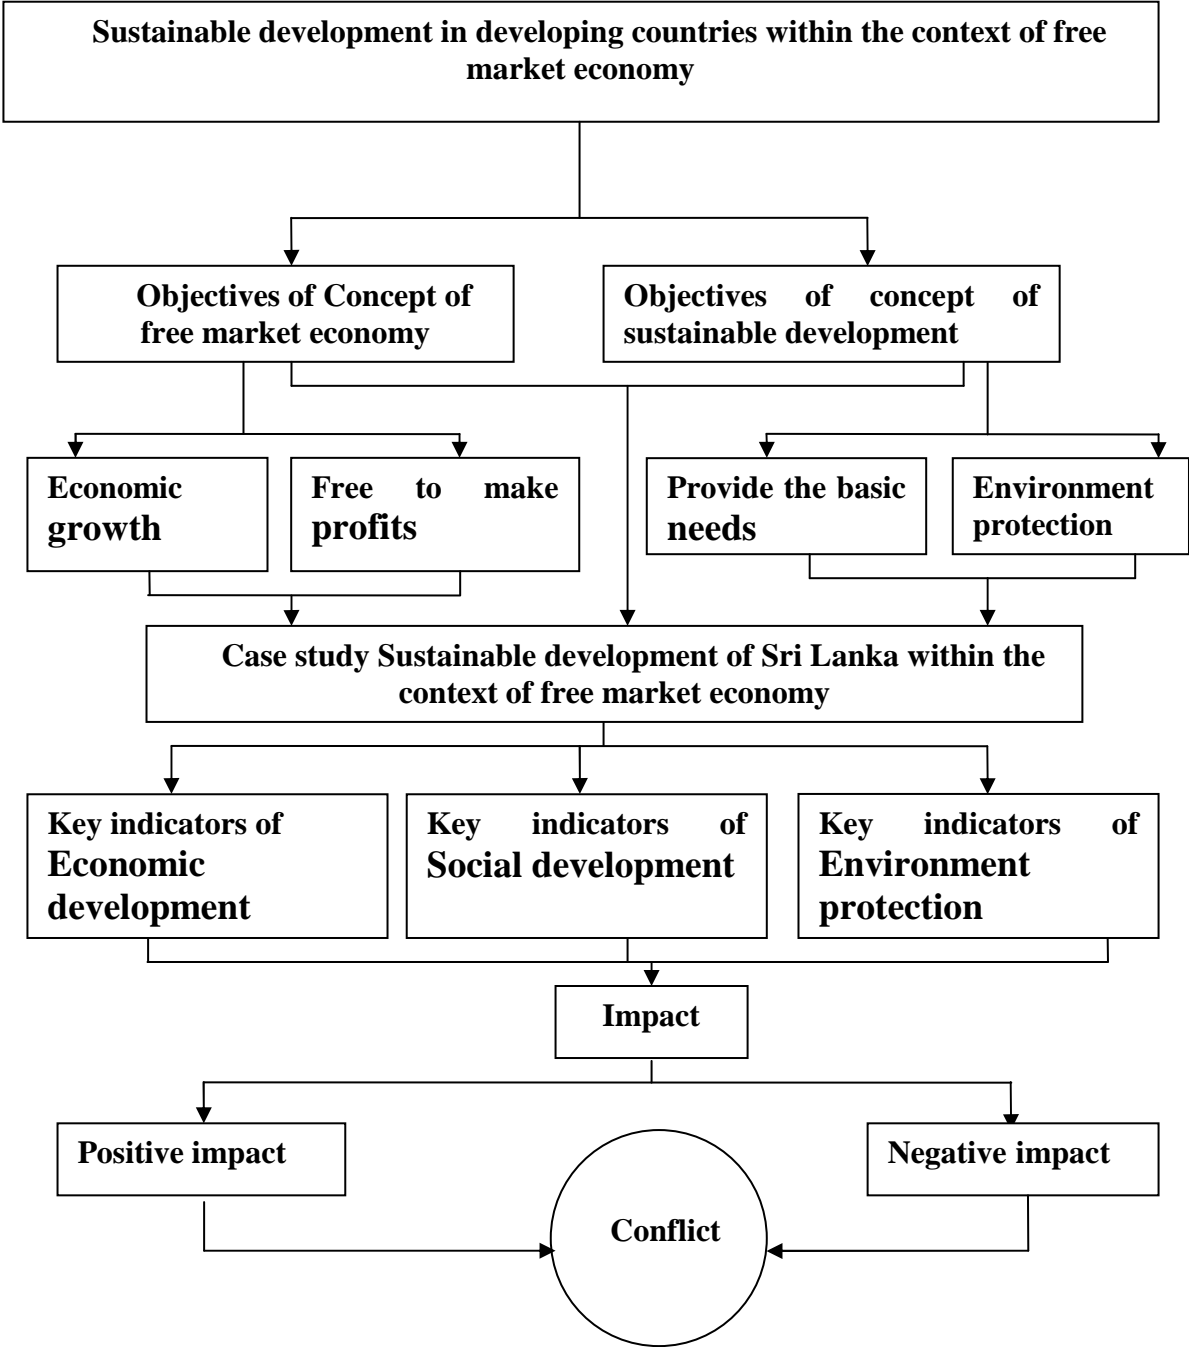 Sustainable development in developing countries within the context of free
market economy
Objectives of Concept of
free market economy
Objectives of concept of
sustainable development
Economic
growth
Free to make
profits
Provide the basic
needs
Environment
protection
Case study Sustainable development of Sri Lanka within the
context of free market economy
Key indicators of
Economic
development
Key indicators of
Social development
Key indicators of
Environment
protection
Impact
Positive impact
Negative impact
Conflict